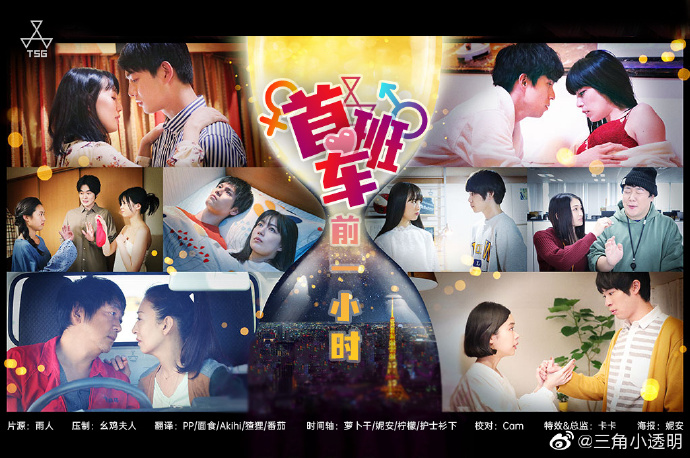 TSG
首班车
前一小时
片源：雨人 压制：幺鸡夫人 翻译：PP/面食/Akihi/猹狸/番茄 时间轴：萝卜干/妮安/柠檬/护士衫下 校对：Cam 特效&总监：卡卡 海报：妮安
@三角小透明